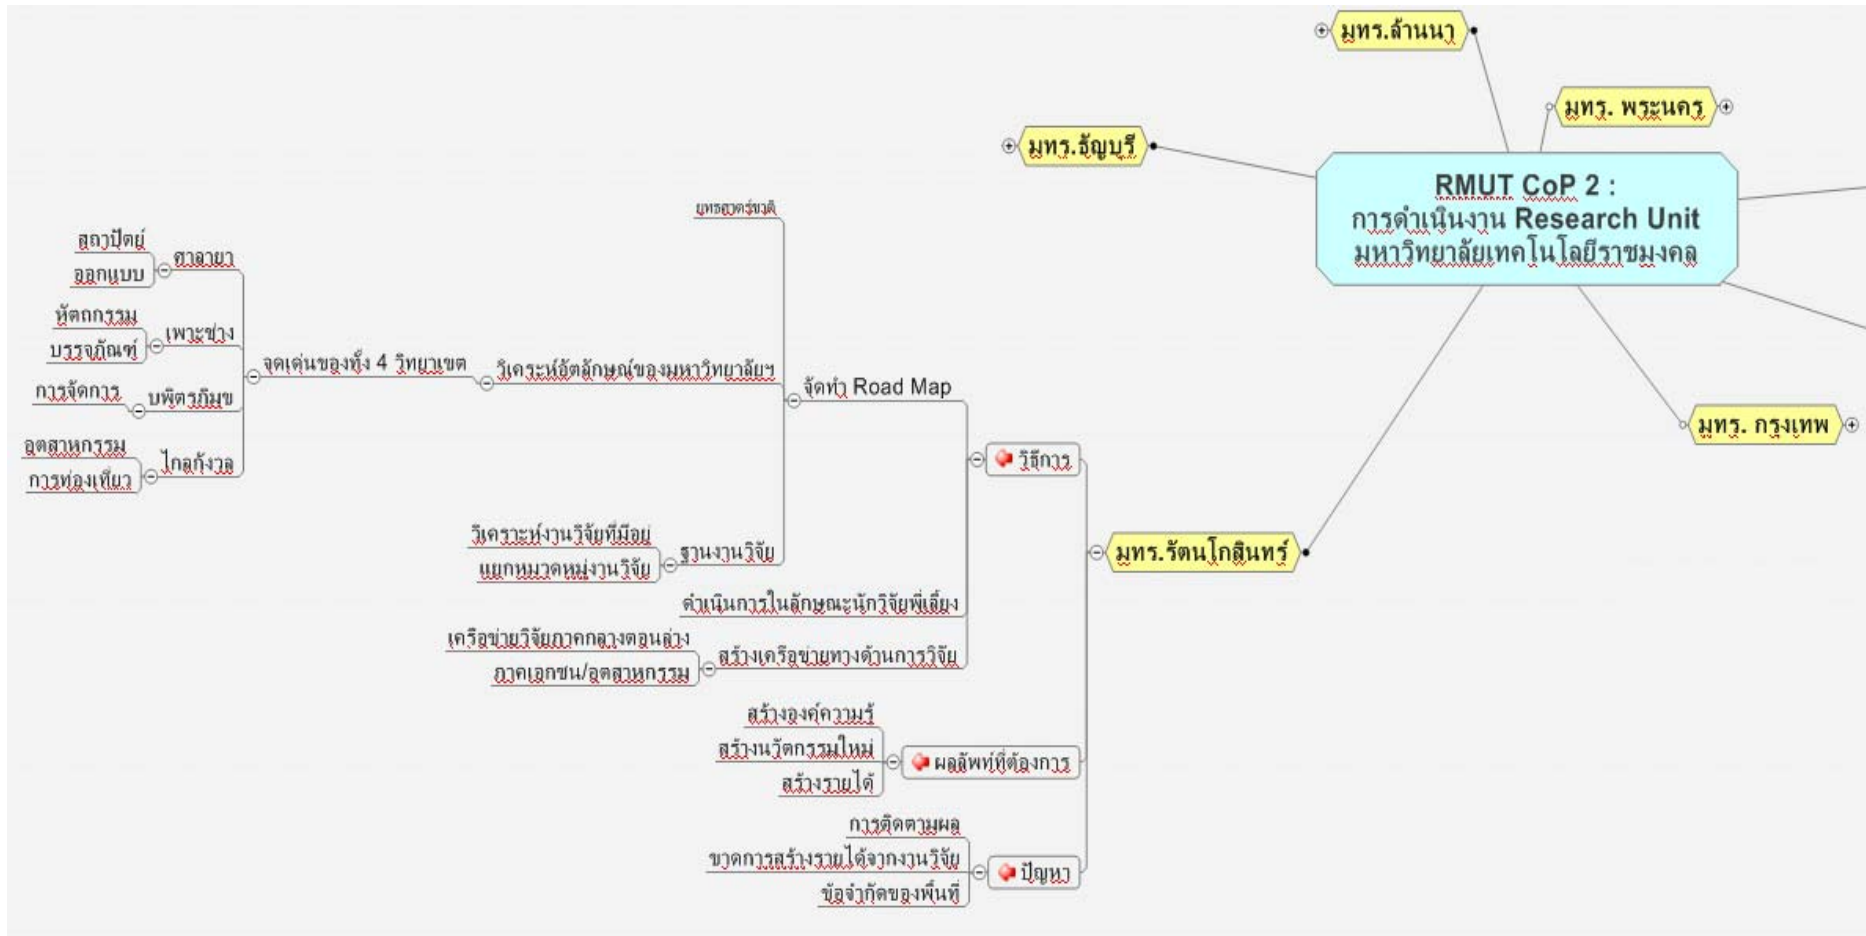 มทร.ล้านนา
มทร. พระนคร
มทร.ธัญบุรี
RMUT CoP 2 :
การดำเนินงาน Research Unit
มหาวิทยาลัยเทคโนโลยีราชมงคล
มทร. กรุงเทพ
มทร.รัตนโกสินทร์
วิธีการ
จัดทำ Road Map
ยุทธศาตร์ชาติ
วิเคระห์อัตลักษณ์ของมหาวิทยาลัยฯ
จุดเด่นของทั้ง 4 วิทยาเขต
ศาลายา
สถาปัตย์
ออกแบบ
เพาะช่าง
หัตถกรรม
บรรจุภัณฑ์
บพิตรภิมุข
การจัดการ
ไกลกังวล
อุตสาหกรรม
การท่องเที่ยว
ฐานงานวิจัย
วิเคราะห์งานวิจัยที่มีอยู่
แยกหมวดหมู่งานวิจัย
ดำเนินการในลักษณะนักวิจัยพี่เลี้ยง
สร้างเครือข่ายทางด้านการวิจัย
เครือข่ายวิจัยภาคกลางตอนล่าง
ภาคเอกชน/อุตสาหกรรม
ผลลัพท์ที่ต้องการ
สร้างองค์ความรู้
สร้างนวัตกรรมใหม่
สร้างรายได้
ปัญหา
การติดตามผล
ขาดการสร้างรายได้จากงานวิจัย
ข้อจำกัดของพื้นที่